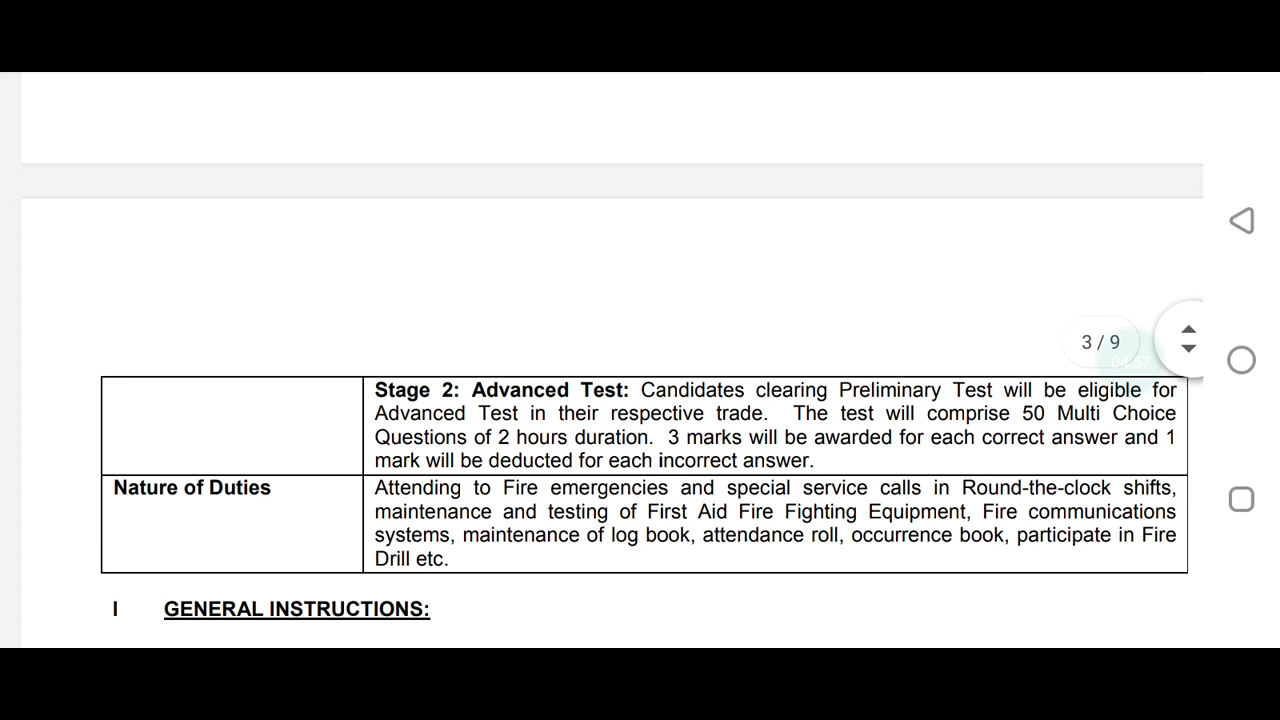 3 / 9
04:57
Stage 2: Advanced Test: Candidates clearing Preliminary Test will be eligible for
Advanced Test in their respective trade. The test will comprise 50 Multi Choice
Questions of 2 hours duration. 3 marks will be awarded for each correct answer and 1
mark will be deducted for each incorrect answer.
Nature of Duties
Attending to Fire emergencies and special service calls in Round-the-clock shifts,
maintenance and testing of First Aid Fire Fighting Equipment, Fire communications
systems, maintenance of log book, attendance roll, occurrence book, participate in Fire
Drill etc.
I GENERAL INSTRUCTIONS: